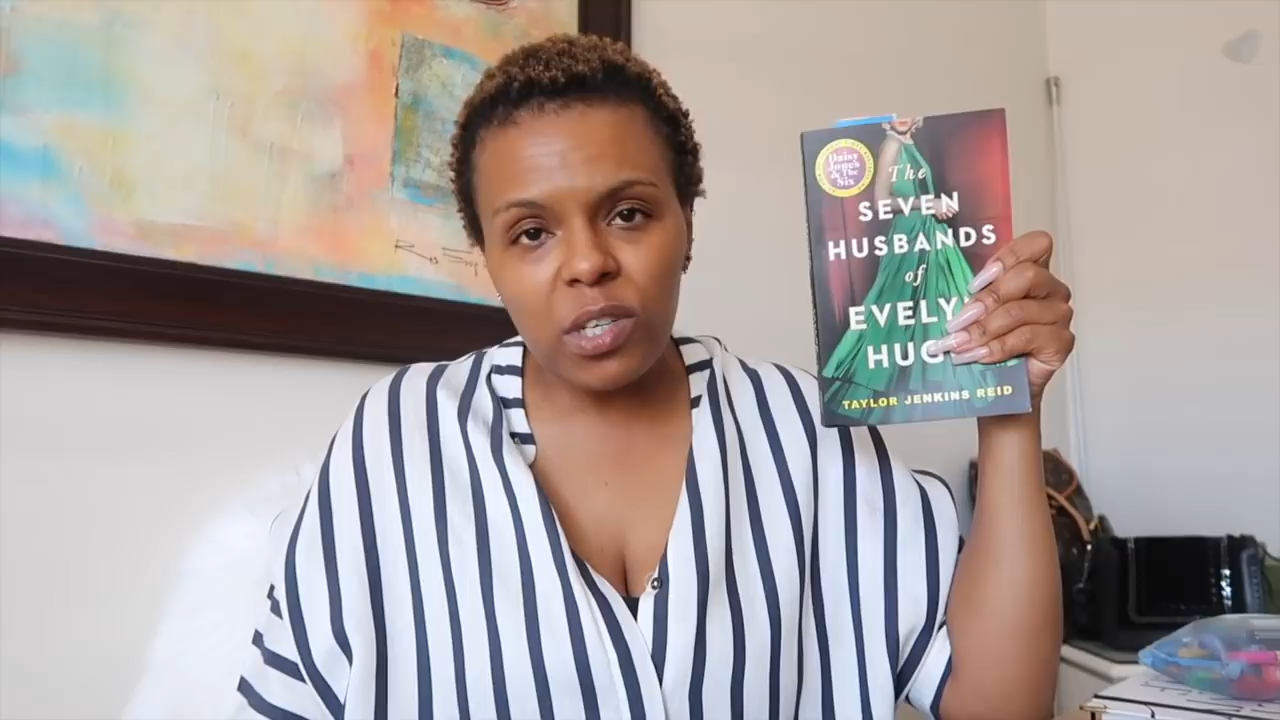 Daisy
Jones
& The
Six
The
SEVEN
HUSBANDS
of
EVELY
HUG
TAYLOR JENKINS REID